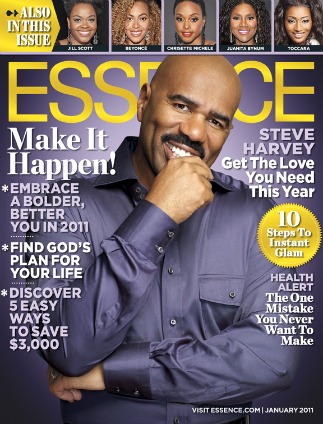 ALSO
IN THIS
ISSUE
JILL SCOTT
BEYONCÉ
CHRISETTE MICHELE
JUANITA BYNUM
TOCCARA
ESSENCE
Make It
Happen!
*EMBRACE
A BOLDER,
BETTER
YOU IN 2011
*FIND GOD'S
PLAN FOR
YOUR LIFE
*DISCOVER
5 EASY
WAYS
TO SAVE
$3,000
STEVE
HARVEY
Get The Love
You Need
This Year
10
Steps To
Instant
Glam
HEALTH
ALERT
The One
Mistake
You Never
Want To
Make
VISIT ESSENCE.COM | JANUARY 2011